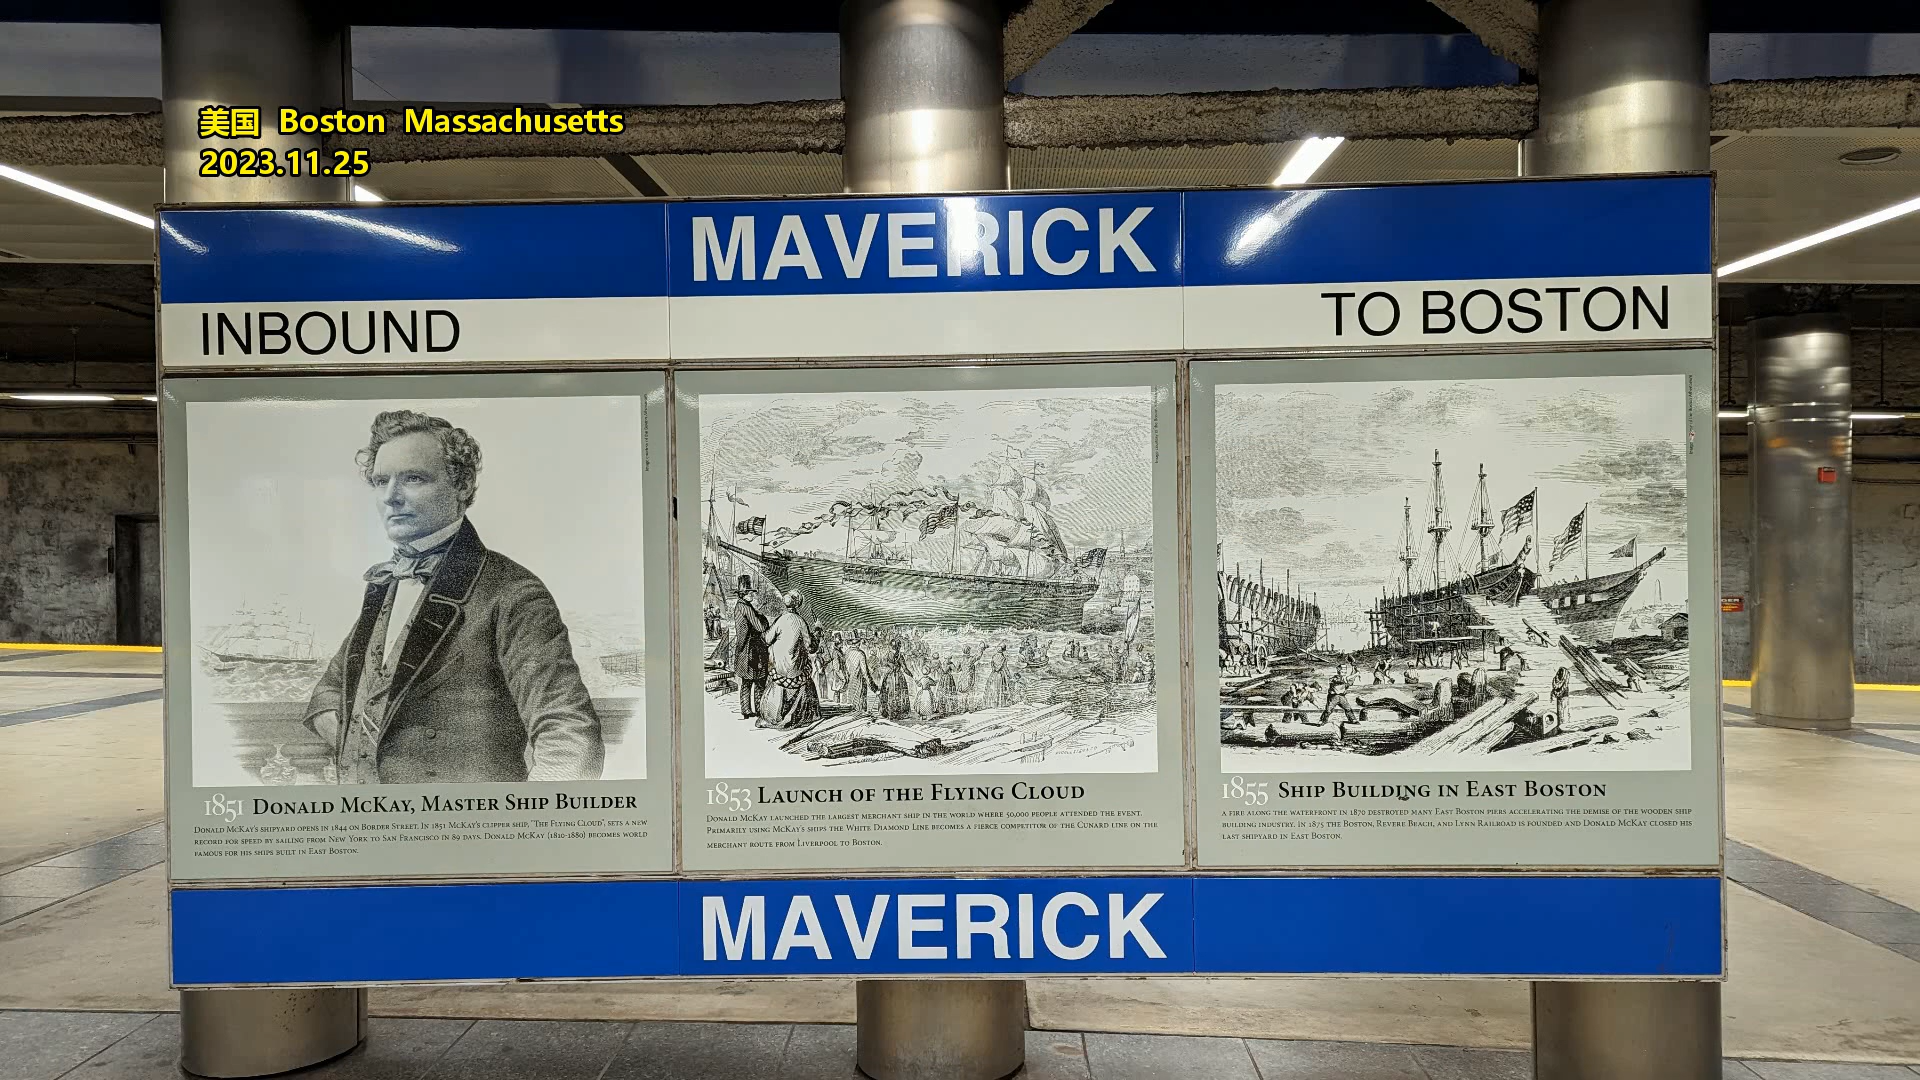 美国 Boston Massachusetts
2023.11.25
MAVERICK
INBOUND
TO BOSTON
1851 DONALD MCKAY, MASTER SHIP BUILDER
DONALD MCKAY'S SHIPYARD OPENS IN 1844 ON BORDER STREET. IN 1851 MCKAY'S CLIPPER SHIP, "THE FLYING CLOUD", SETS A NEW
RECORD FOR SPEED BY SAILING FROM NEW YORK TO SAN FRANCISCO IN 89 DAYS. DONALD MCKAY (1810-1880) BECOMES WORLD
FAMOUS FOR HIS SHIPS BUILT IN EAST BOSTON.
1853 LAUNCH OF THE FLYING CLOUD
DONALD MCKAY LAUNCHED THE LARGEST MERCHANT SHIP IN THE WORLD WHERE 50,000 PEOPLE ATTENDED THE EVENT.
PRIMARILY USING MCKAY'S SHIPS THE WHITE DIAMOND LINE BECOMES A FIERCE COMPETITOR OF THE CUNARD LINE ON THE
MERCHANT ROUTE FROM LIVERPOOL TO BOSTON.
1855 SHIP BUILDING IN EAST BOSTON
A FIRE ALONG THE WATERFRONT IN 1870 DESTROYED MANY EAST BOSTON PIERS ACCELERATING THE DEMISE OF THE WOODEN SHIP
BUILDING INDUSTRY. IN 1875 THE BOSTON, REVERE BEACH, AND LYNN RAILROAD IS FOUNDED AND DONALD MCKAY CLOSED HIS
LAST SHIPYARD IN EAST BOSTON.
MAVERICK